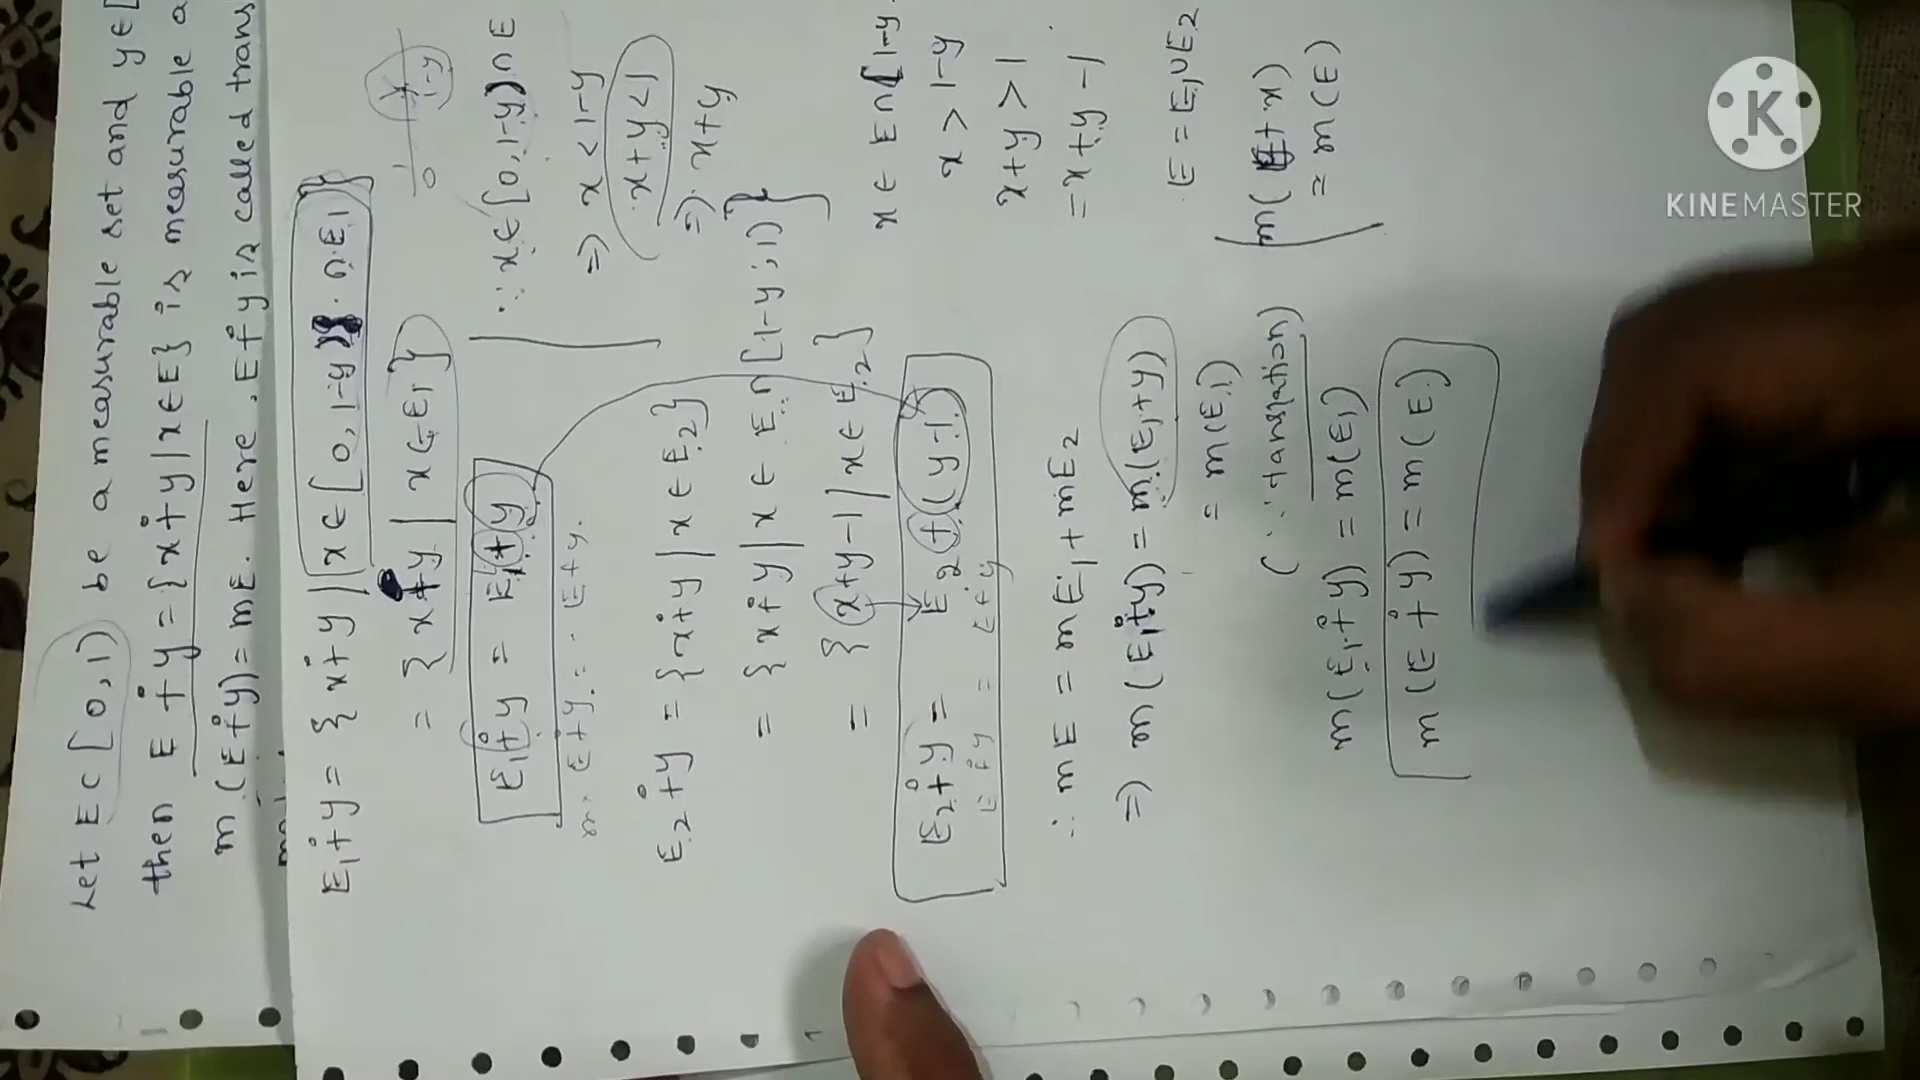 Let E⊂[0,1) be a measurable set and y∈[
then E ∔ y = {x ∔ y | x∈E} is measurable a
m(E∔y) = mE. Here, E∔y is called trans
E₁∔y = {x∔y | x∈[0,1-y) ∩ E₁}
= {x+y | x∈E₁}
E₁∔y = E₁+y
E₂∔y = {x∔y | x∈E₂}
= {x∔y | x∈ E∩[1-y,1)}
= {x+y-1 | x∈E₂}
E₂∔y = E₂+(y-1)
E∔y = E+y
∴ mE = mE₁ + mE₂
⇒ m(E₁∔y) = m(E₁+y)
= m(E₁)
(∵ translation)
m(E₁∔y) = m(E₁)
m(E∔y) = m(E)
0 1-y
∵ x∈[0,1-y)∩E
⇒ x<1-y
x+y<1
⇒ x+y
x∈E∩[1-y
x>1-y
x+y>1
= x+y-1
E = E₁∪E₂
= m(E)
KINEMASTER